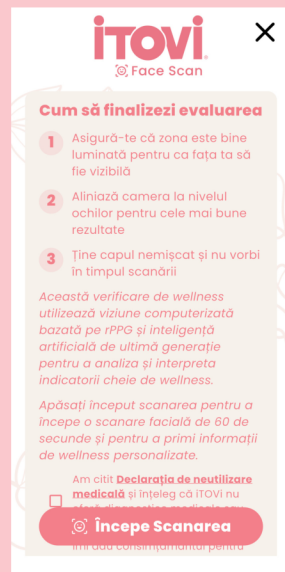 iTOVi
Face Scan
Cum să finalizezi evaluarea
1 Asigură-te că zona este bine
luminată pentru ca fața ta să
fie vizibilă
2 Aliniază camera la nivelul
ochilor pentru cele mai bune
rezultate
3 Ține capul nemișcat și nu vorbi
în timpul scanării
Această verificare de wellness
utilizează viziune computerizată
bazată pe rPPG și inteligență
artificială de ultimă generație
pentru a analiza și interpreta
indicatorii cheie de wellness.
Apăsați început scanarea pentru a
începe o scanare facială de 60 de
secunde și pentru a primi informații
de wellness personalizate.
Am citit Declarația de neutilizare
medicală și înțeleg că iTOVi nu
Începe Scanarea